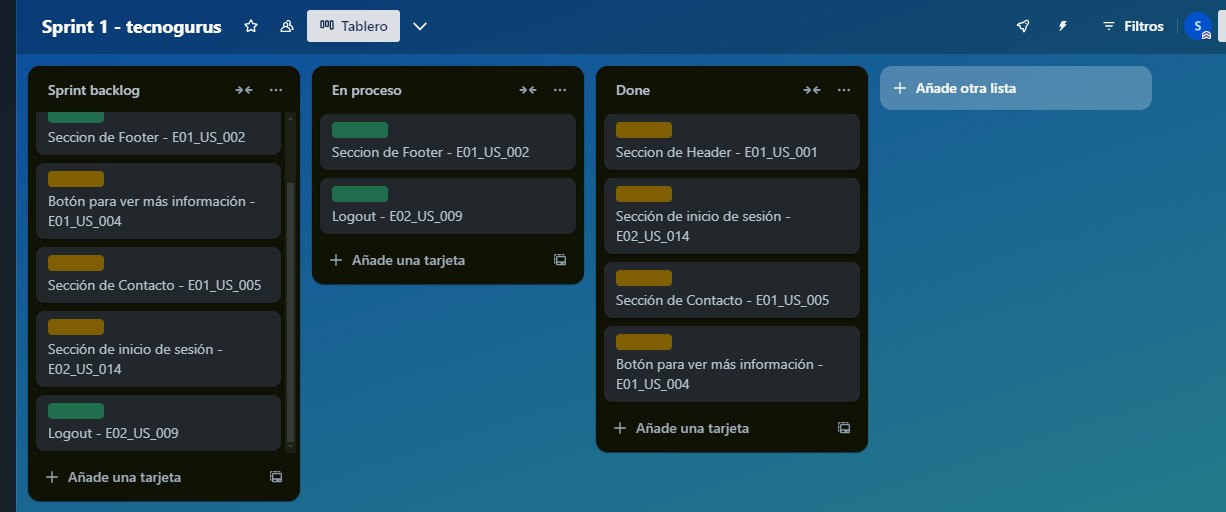 Sprint 1 - tecnogurus
Tablero
Filtros
S
Sprint backlog
Seccion de Footer - E01_US_002
Botón para ver más información -
E01_US_004
Sección de Contacto - E01_US_005
Sección de inicio de sesión -
E02_US_014
Logout - E02_US_009
Añade una tarjeta
En proceso
Seccion de Footer - E01_US_002
Logout - E02_US_009
Añade una tarjeta
Done
Seccion de Header - E01_US_001
Sección de inicio de sesión -
E02_US_014
Sección de Contacto - E01_US_005
Botón para ver más información -
E01_US_004
Añade una tarjeta
Añade otra lista